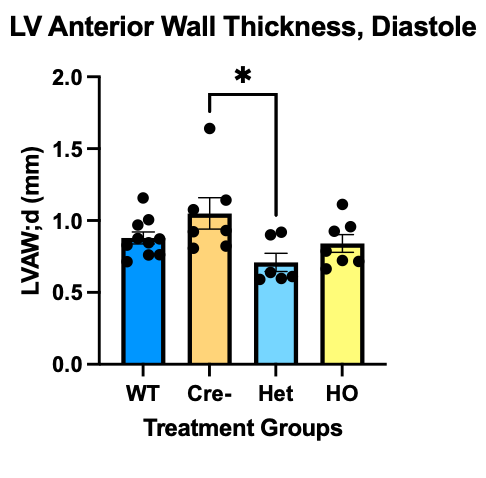 LV Anterior Wall Thickness, Diastole
*
2.0
1.5
1.0
0.5
0.0
LVAW;d (mm)
WT Cre- Het HO
Treatment Groups